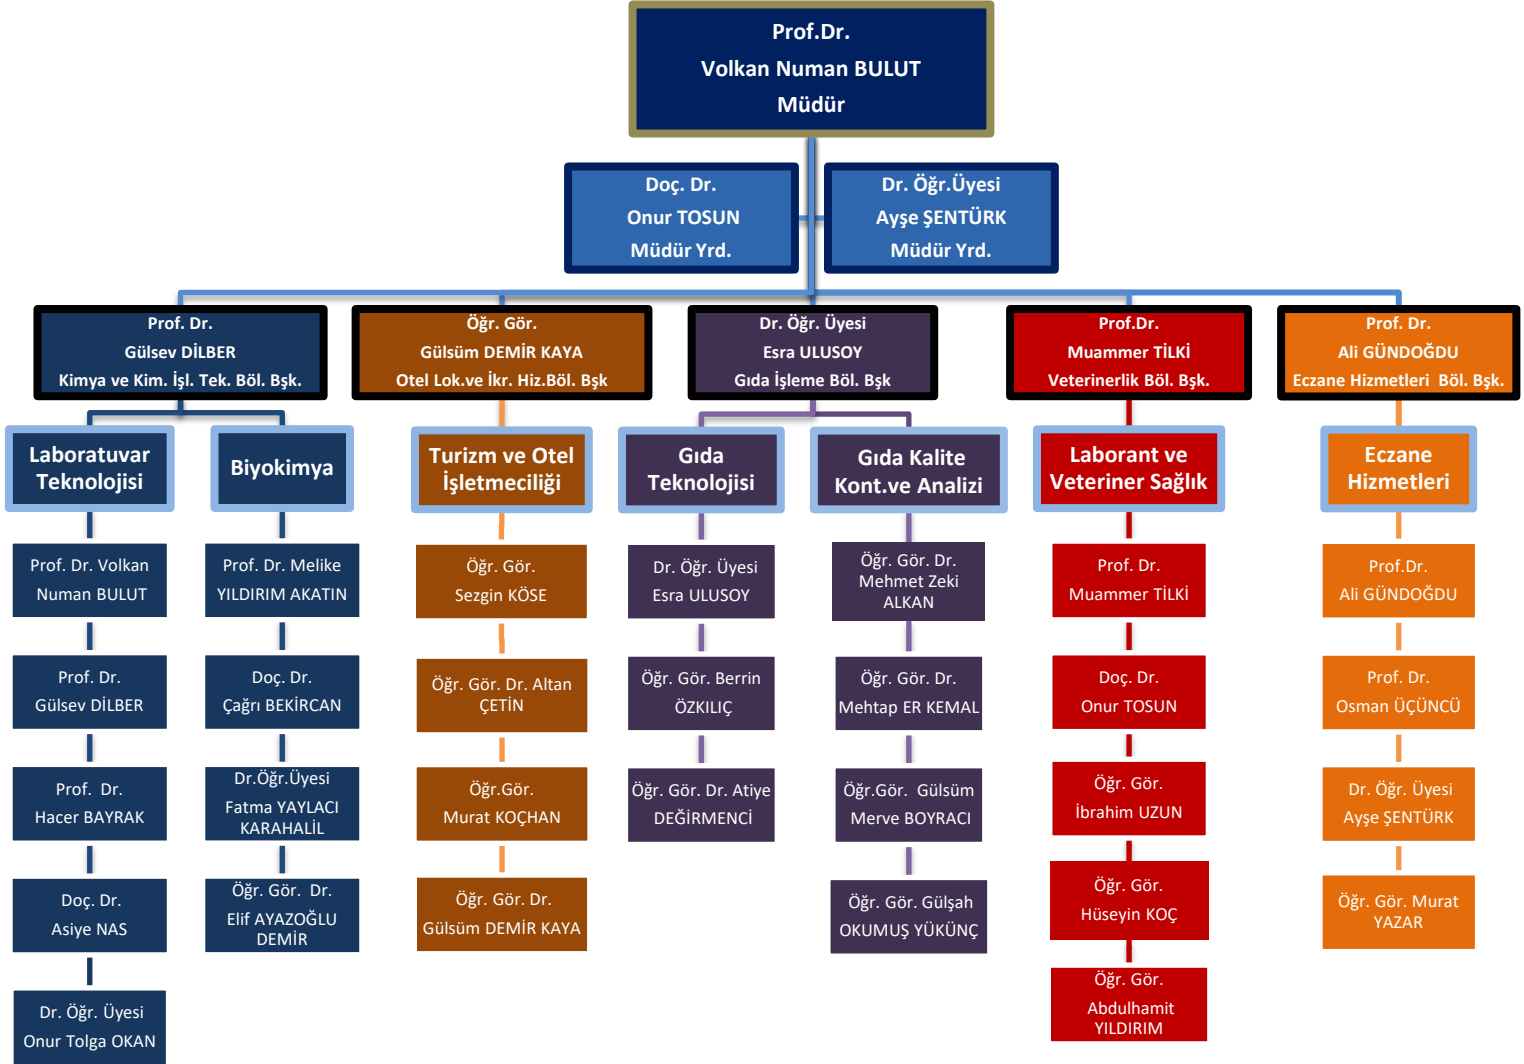 Prof.Dr.
Volkan Numan BULUT
Müdür
Doç. Dr.
Onur TOSUN
Müdür Yrd.
Dr. Öğr.Üyesi
Ayşe ŞENTÜRK
Müdür Yrd.
Prof. Dr.
Gülsev DİLBER
Kimya ve Kim. İşl. Tek. Böl. Bşk.
Öğr. Gör.
Gülsüm DEMİR KAYA
Otel Lok.ve İkr. Hiz.Böl. Bşk
Dr. Öğr. Üyesi
Esra ULUSOY
Gıda İşleme Böl. Bşk
Prof.Dr.
Muammer TİLKİ
Veterinerlik Böl. Bşk.
Prof. Dr.
Ali GÜNDOĞDU
Eczane Hizmetleri Böl. Bşk.
Laboratuvar
Teknolojisi
Prof. Dr. Volkan
Numan BULUT
Prof. Dr.
Gülsev DİLBER
Prof. Dr.
Hacer BAYRAK
Doç. Dr.
Asiye NAS
Dr. Öğr. Üyesi
Onur Tolga OKAN
Biyokimya
Prof. Dr. Melike
YILDIRIM AKATIN
Doç. Dr.
Çağrı BEKİRCAN
Dr.Öğr.Üyesi
Fatma YAYLACI
KARAHALİL
Öğr. Gör. Dr.
Elif AYAZOĞLU
DEMİR
Turizm ve Otel
İşletmeciliği
Öğr. Gör.
Sezgin KÖSE
Öğr. Gör. Dr. Altan
ÇETİN
Öğr.Gör.
Murat KOÇHAN
Öğr. Gör. Dr.
Gülsüm DEMİR KAYA
Gıda
Teknolojisi
Dr. Öğr. Üyesi
Esra ULUSOY
Öğr. Gör. Berrin
ÖZKILIÇ
Öğr. Gör. Dr. Atiye
DEĞİRMENCİ
Gıda Kalite
Kont.ve Analizi
Öğr. Gör. Dr.
Mehmet Zeki
ALKAN
Öğr. Gör. Dr.
Mehtap ER KEMAL
Öğr.Gör. Gülsüm
Merve BOYRACI
Öğr. Gör. Gülşah
OKUMUŞ YÜKÜNÇ
Laborant ve
Veteriner Sağlık
Prof. Dr.
Muammer TİLKİ
Doç. Dr.
Onur TOSUN
Öğr. Gör.
İbrahim UZUN
Öğr. Gör.
Hüseyin KOÇ
Öğr. Gör.
Abdulhamit
YILDIRIM
Eczane
Hizmetleri
Prof.Dr.
Ali GÜNDOĞDU
Prof. Dr.
Osman ÜÇÜNCÜ
Dr. Öğr. Üyesi
Ayşe ŞENTÜRK
Öğr. Gör. Murat
YAZAR